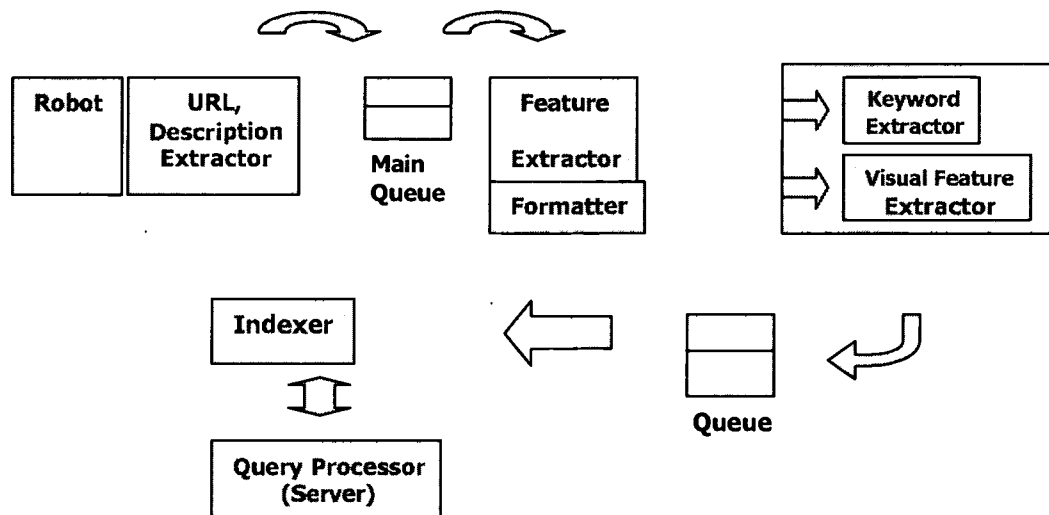 Robot
URL,
Description
Extractor
Main
Queue
Feature
Extractor
Formatter
Keyword
Extractor
Visual Feature
Extractor
Indexer
Queue
Query Processor
(Server)